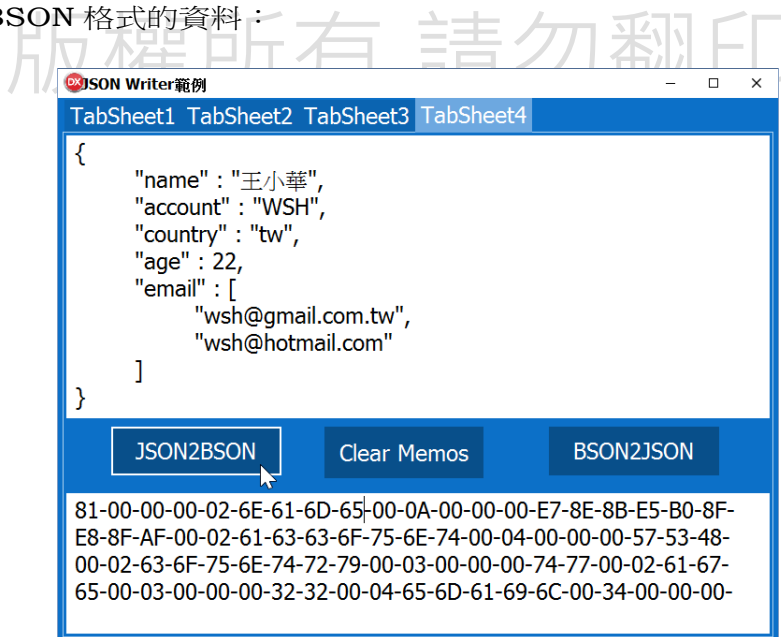 BSON 格式的資料：
版權所有 請勿翻印
JSON Writer範例
TabSheet1 TabSheet2 TabSheet3 TabSheet4
{
"name" : "王小華",
"account" : "WSH",
"country" : "tw",
"age" : 22,
"email" : [
"wsh@gmail.com.tw",
"wsh@hotmail.com"
]
}
JSON2BSON Clear Memos BSON2JSON
81-00-00-00-02-6E-61-6D-65-00-0A-00-00-00-E7-8E-8B-E5-B0-8F-
E8-8F-AF-00-02-61-63-63-6F-75-6E-74-00-04-00-00-00-57-53-48-
00-02-63-6F-75-6E-74-72-79-00-03-00-00-00-74-77-00-02-61-67-
65-00-03-00-00-00-32-32-00-04-65-6D-61-69-6C-00-34-00-00-00-